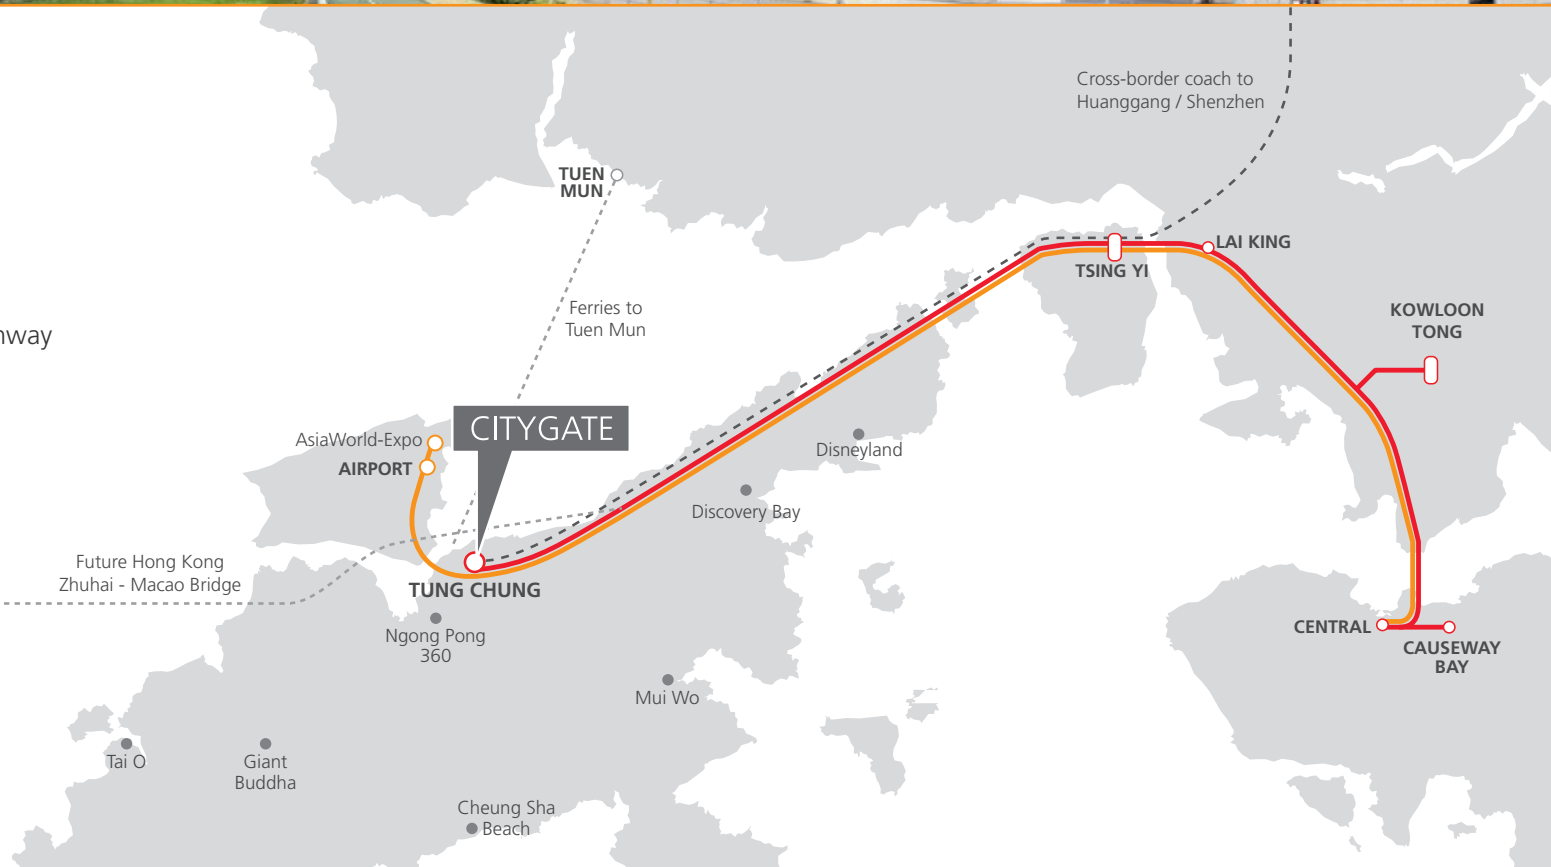 Cross-border coach to
Huanggang / Shenzhen
TUEN
MUN
LAI KING
TSING YI
Ferries to
Tuen Mun
KOWLOON
TONG
nway
CITYGATE
AsiaWorld-Expo
AIRPORT
Disneyland
Discovery Bay
Future Hong Kong
Zhuhai - Macao Bridge
TUNG CHUNG
Ngong Pong
360
CENTRAL
CAUSEWAY
BAY
Mui Wo
Tai O
Giant
Buddha
Cheung Sha
Beach